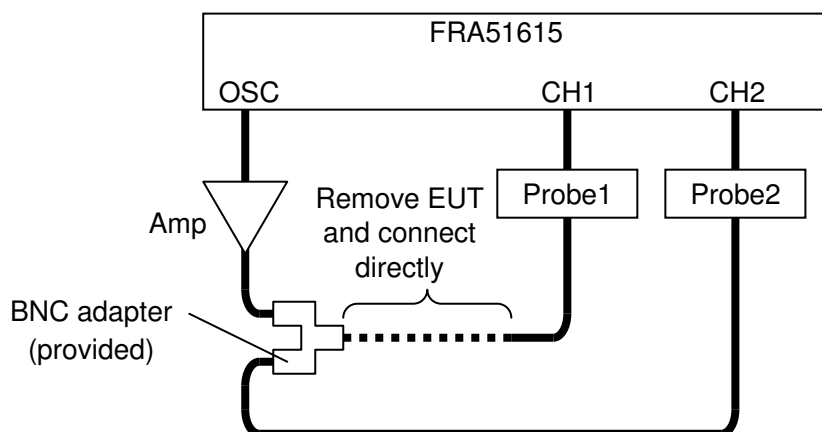 FRA51615
OSC
CH1
CH2
Amp
Remove EUT
and connect
directly
Probe1
Probe2
BNC adapter
(provided)